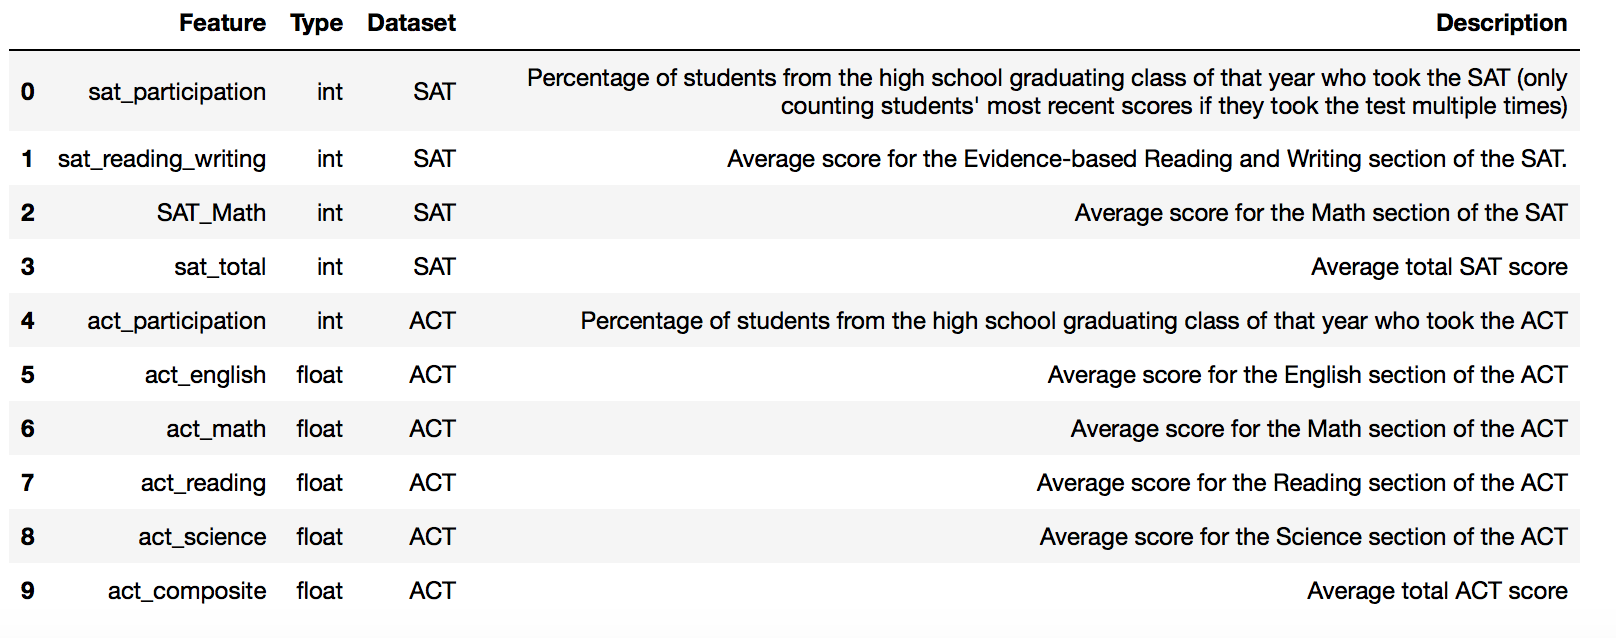 Feature Type Dataset Description
0 sat_participation int SAT Percentage of students from the high school graduating class of that year who took the SAT (only
counting students' most recent scores if they took the test multiple times)
1 sat_reading_writing int SAT Average score for the Evidence-based Reading and Writing section of the SAT.
2 SAT_Math int SAT Average score for the Math section of the SAT
3 sat_total int SAT Average total SAT score
4 act_participation int ACT Percentage of students from the high school graduating class of that year who took the ACT
5 act_english float ACT Average score for the English section of the ACT
6 act_math float ACT Average score for the Math section of the ACT
7 act_reading float ACT Average score for the Reading section of the ACT
8 act_science float ACT Average score for the Science section of the ACT
9 act_composite float ACT Average total ACT score